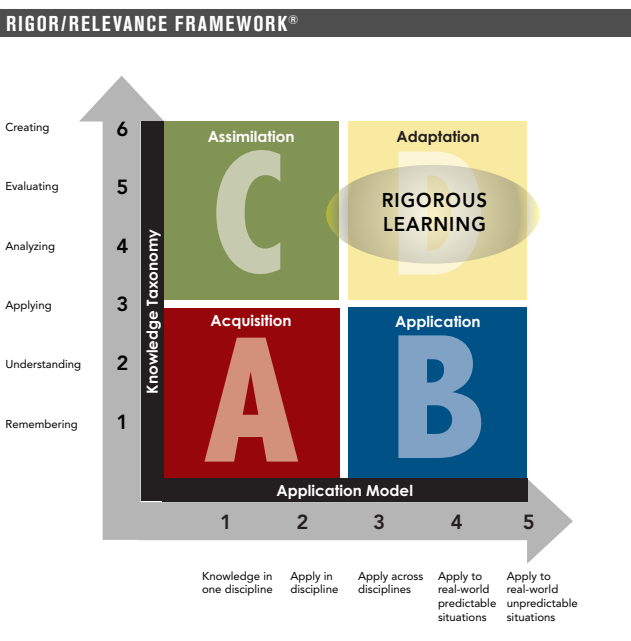 RIGOR/RELEVANCE FRAMEWORK®
Creating
6
Assimilation
Adaptation
C
D
RIGOROUS
LEARNING
Evaluating
5
Analyzing
4
Knowledge Taxonomy
Applying
3
Acquisition
Application
A
B
Understanding
2
Remembering
1
Application Model
1 2 3 4 5
Knowledge in
one discipline
Apply in
discipline
Apply across
disciplines
Apply to
real-world
predictable
situations
Apply to
real-world
unpredictable
situations